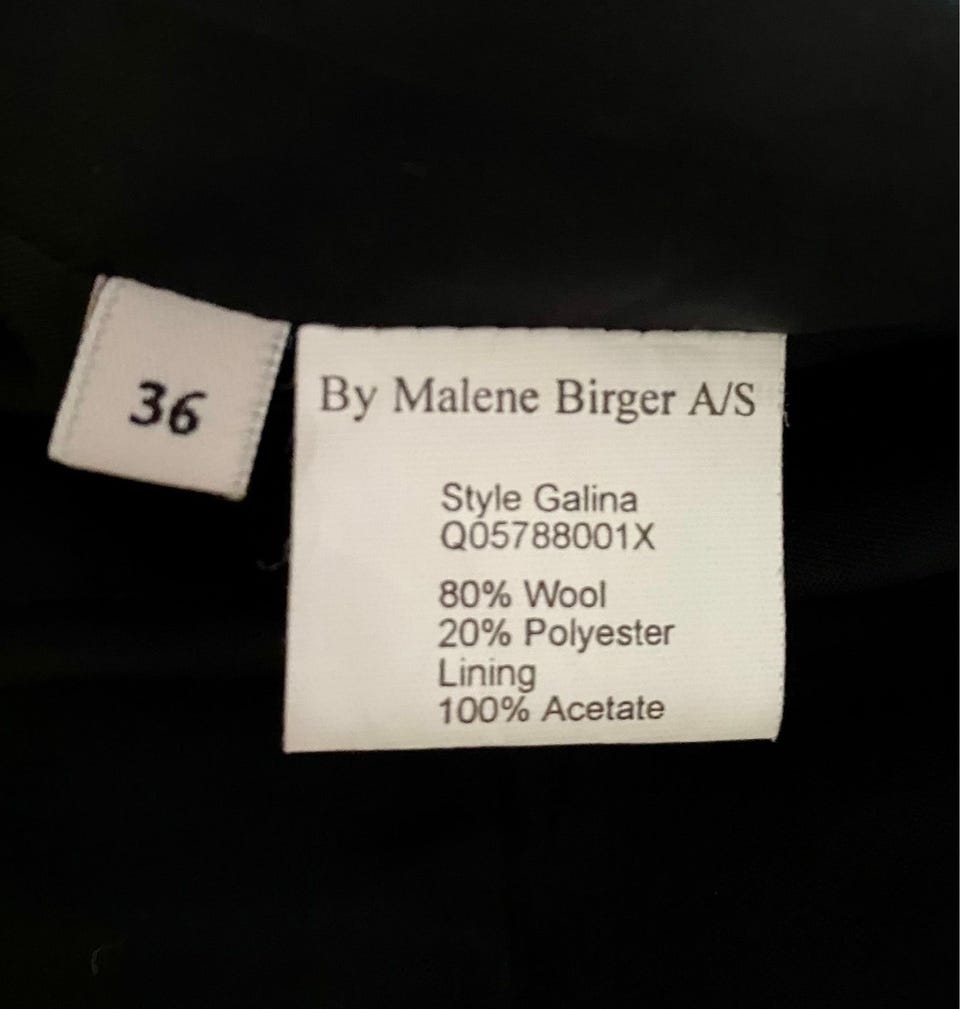 36
By Malene Birger A/S
Style Galina
Q05788001X
80% Wool
20% Polyester
Lining
100% Acetate